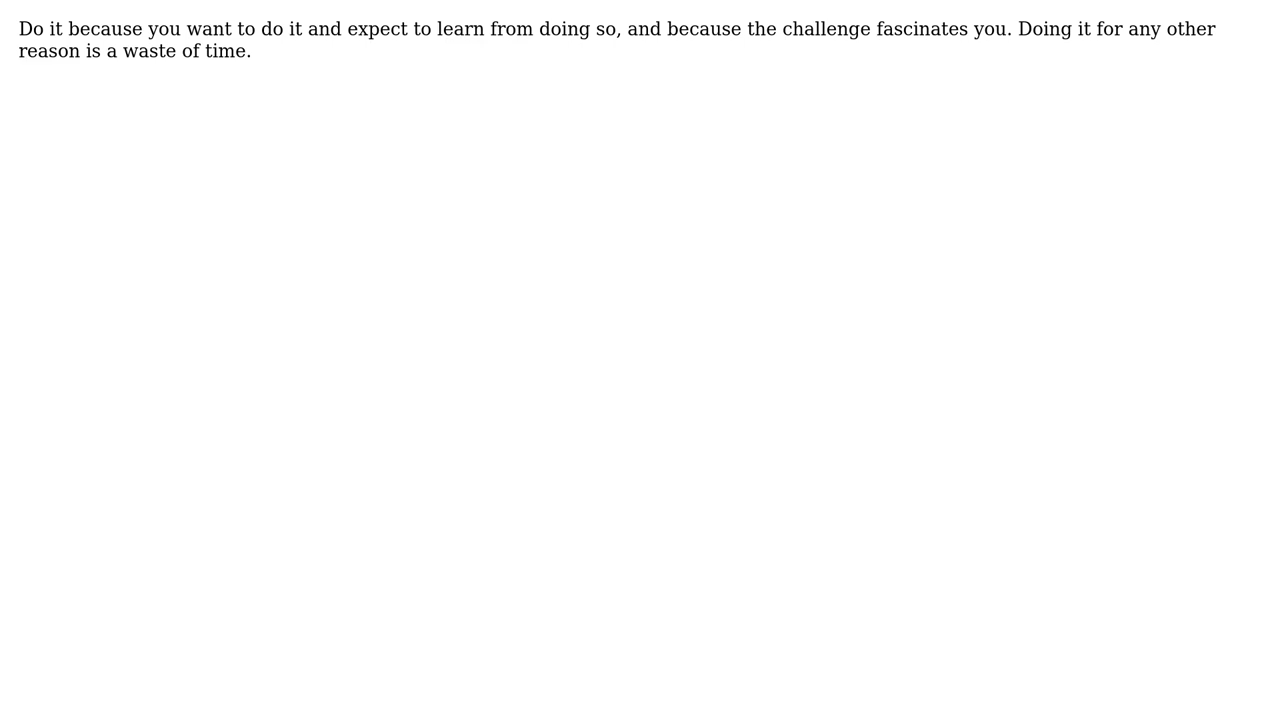 Do it because you want to do it and expect to learn from doing so, and because the challenge fascinates you. Doing it for any other
reason is a waste of time.